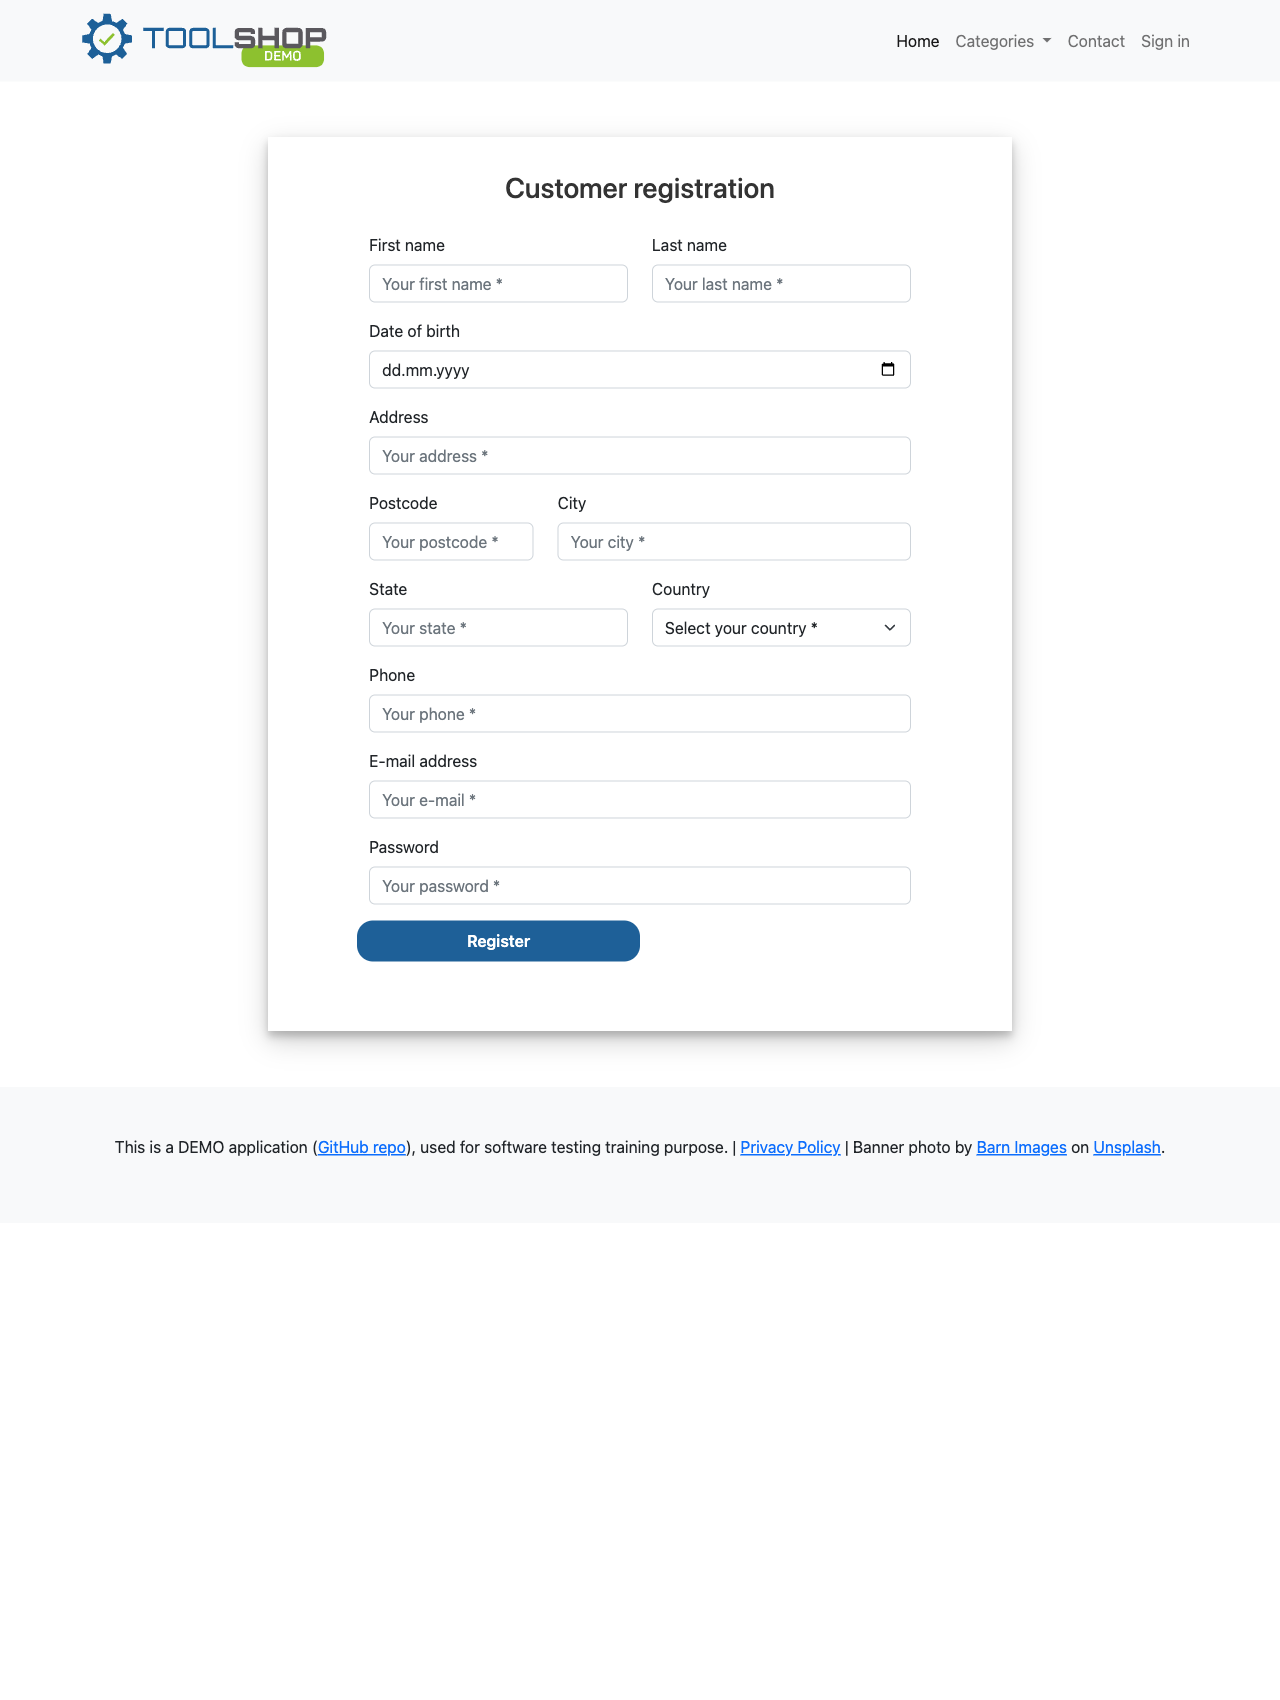 TOOLSHOP
DEMO
Home Categories Contact Sign in
Customer registration
First name Last name
Your first name * Your last name *
Date of birth
dd.mm.yyyy
Address
Your address *
Postcode City
Your postcode * Your city *
State Country
Your state * Select your country *
Phone
Your phone *
E-mail address
Your e-mail *
Password
Your password *
Register
This is a DEMO application (GitHub repo), used for software testing training purpose. | Privacy Policy | Banner photo by Barn Images on Unsplash.